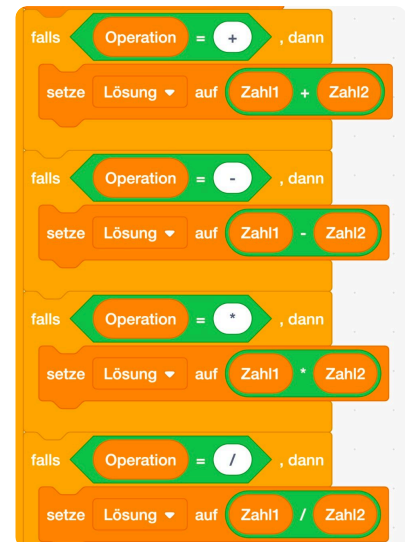 falls Operation = + , dann
setze Lösung auf Zahl1 + Zahl2
falls Operation = - , dann
setze Lösung auf Zahl1 - Zahl2
falls Operation = * , dann
setze Lösung auf Zahl1 * Zahl2
falls Operation = / , dann
setze Lösung auf Zahl1 / Zahl2